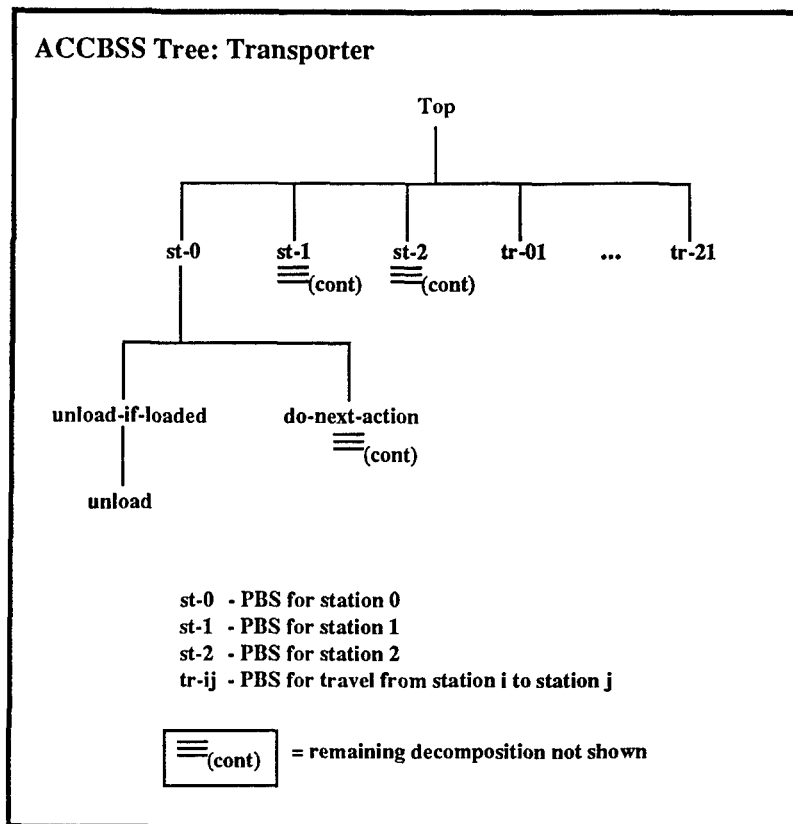 ACCBSS Tree: Transporter
Top
st-0 st-1 st-2 tr-01 ... tr-21
(cont) (cont)
unload-if-loaded do-next-action
(cont)
unload
st-0 - PBS for station 0
st-1 - PBS for station 1
st-2 - PBS for station 2
tr-ij - PBS for travel from station i to station j
(cont) = remaining decomposition not shown